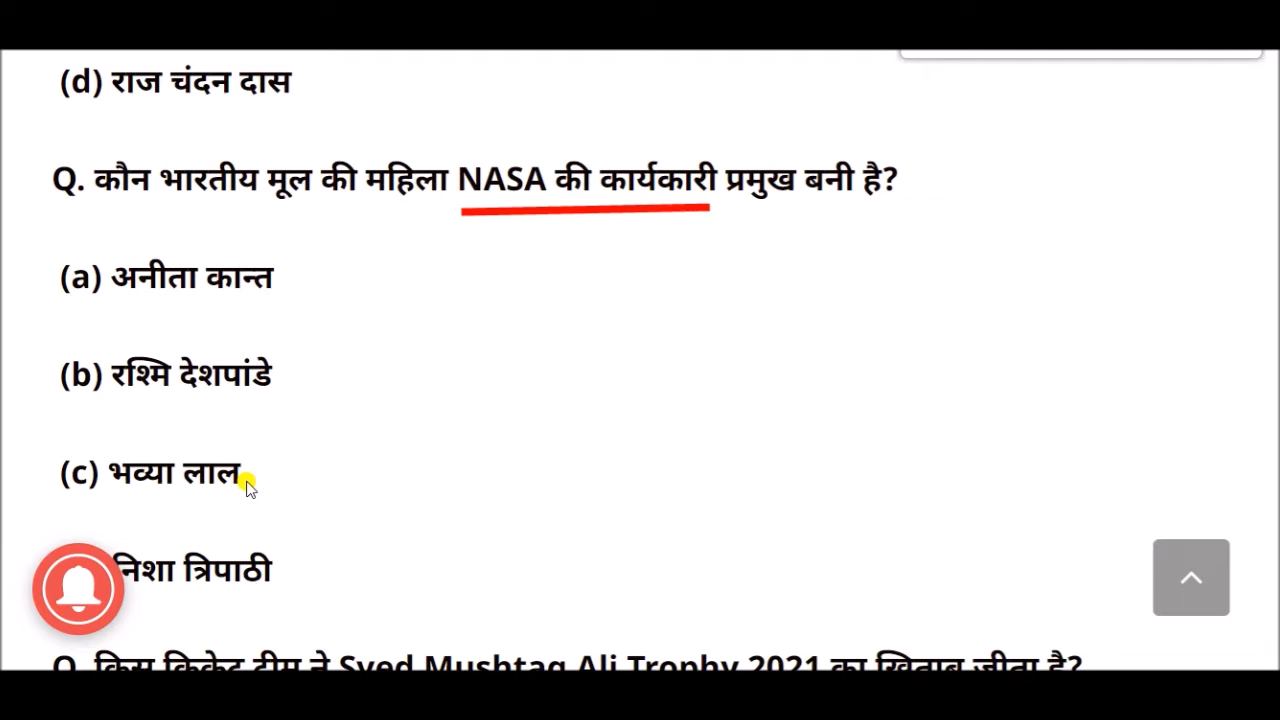 (d) राज चंदन दास
Q. कौन भारतीय मूल की महिला NASA की कार्यकारी प्रमुख बनी है?
(a) अनीता कान्त
(b) रश्मि देशपांडे
(c) भव्या लाल
निशा त्रिपाठी
Q. किस क्रिकेट टीम ने Syed Mushtaq Ali Trophy 2021 का खिताब जीता है?